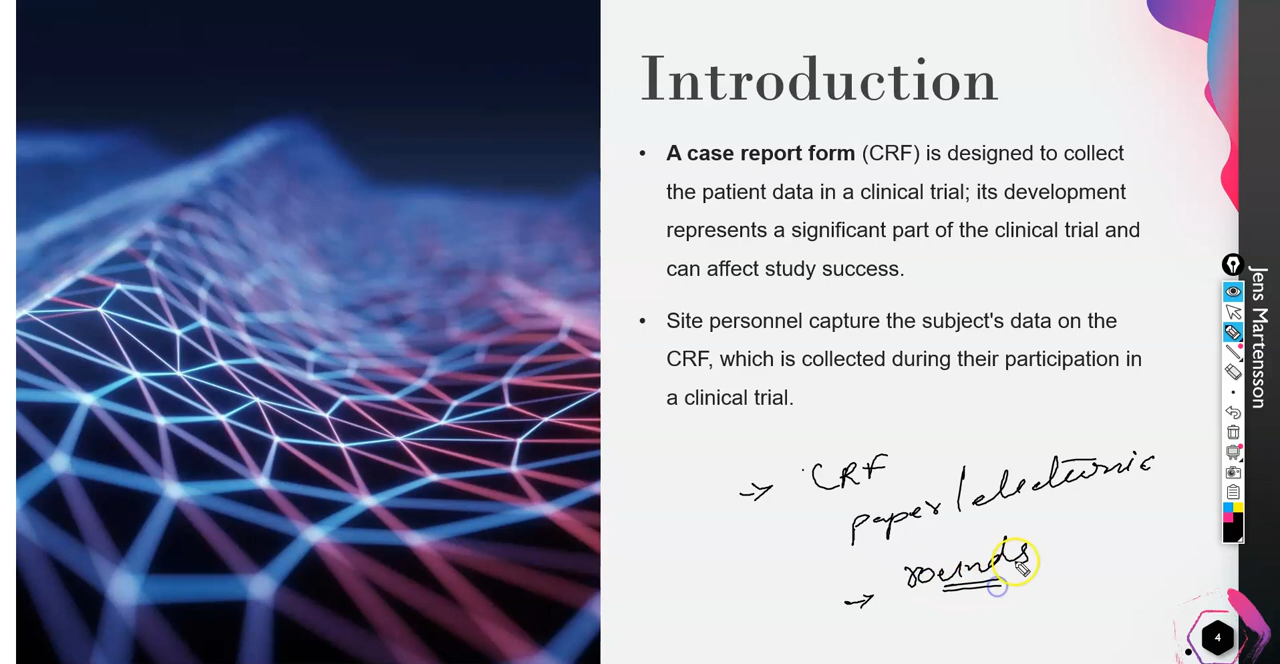 Introduction
• A case report form (CRF) is designed to collect
the patient data in a clinical trial; its development
represents a significant part of the clinical trial and
can affect study success.
• Site personnel capture the subject's data on the
CRF, which is collected during their participation in
a clinical trial.
→ CRF
paper/electronic
→ rounds
Jens Martensson
4